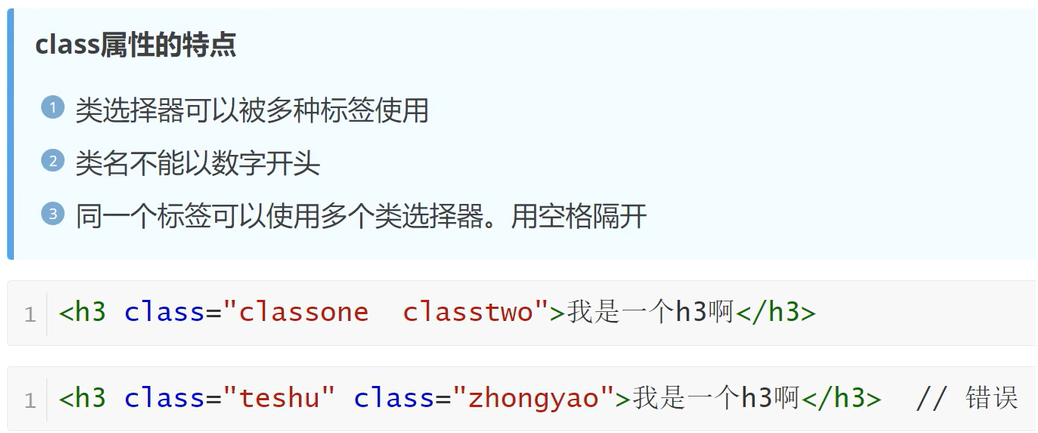 class属性的特点
1 类选择器可以被多种标签使用
2 类名不能以数字开头
3 同一个标签可以使用多个类选择器。用空格隔开
1 <h3 class="classone  classtwo">我是一个h3啊</h3>
1 <h3 class="teshu" class="zhongyao">我是一个h3啊</h3>  // 错误